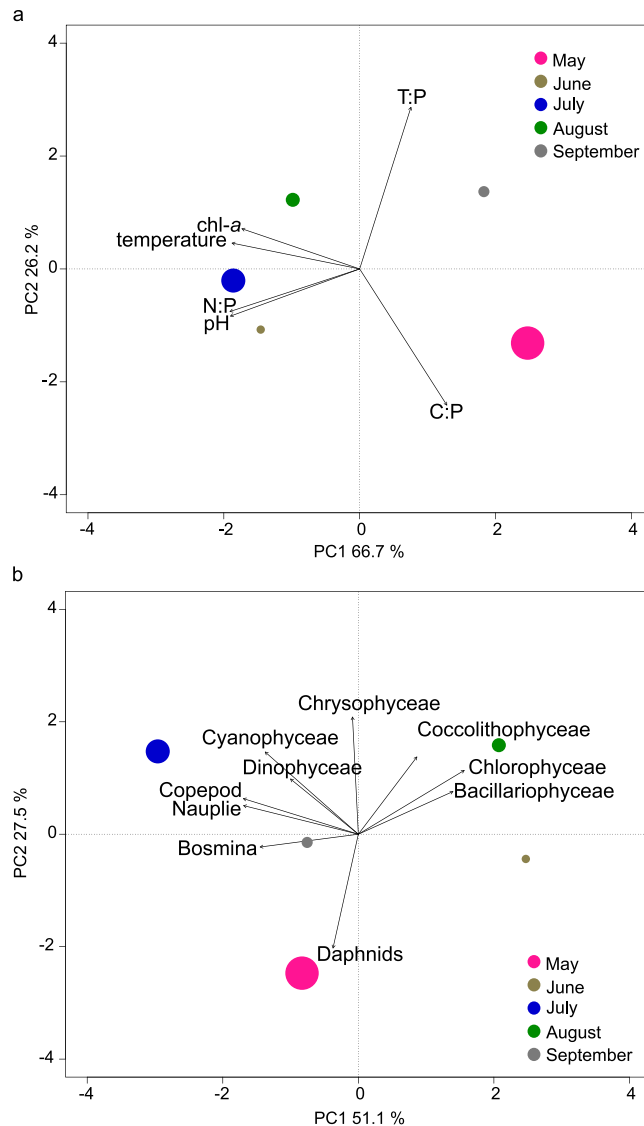 a
4
T:P
May
June
July
August
September
2
chl-a
temperature
0
N:P
pH
PC2 26.2 %
-2
C:P
-4
-4
-2
0
2
4
PC1 66.7 %
b
4
Chrysophyceae
2
Cyanophyceae
Coccolithophyceae
Dinophyceae
Chlorophyceae
Copepod
Bacillariophyceae
Nauplie
0
Bosmina
PC2 27.5 %
-2
Daphnids
May
June
July
August
September
-4
-4
-2
0
2
4
PC1 51.1 %